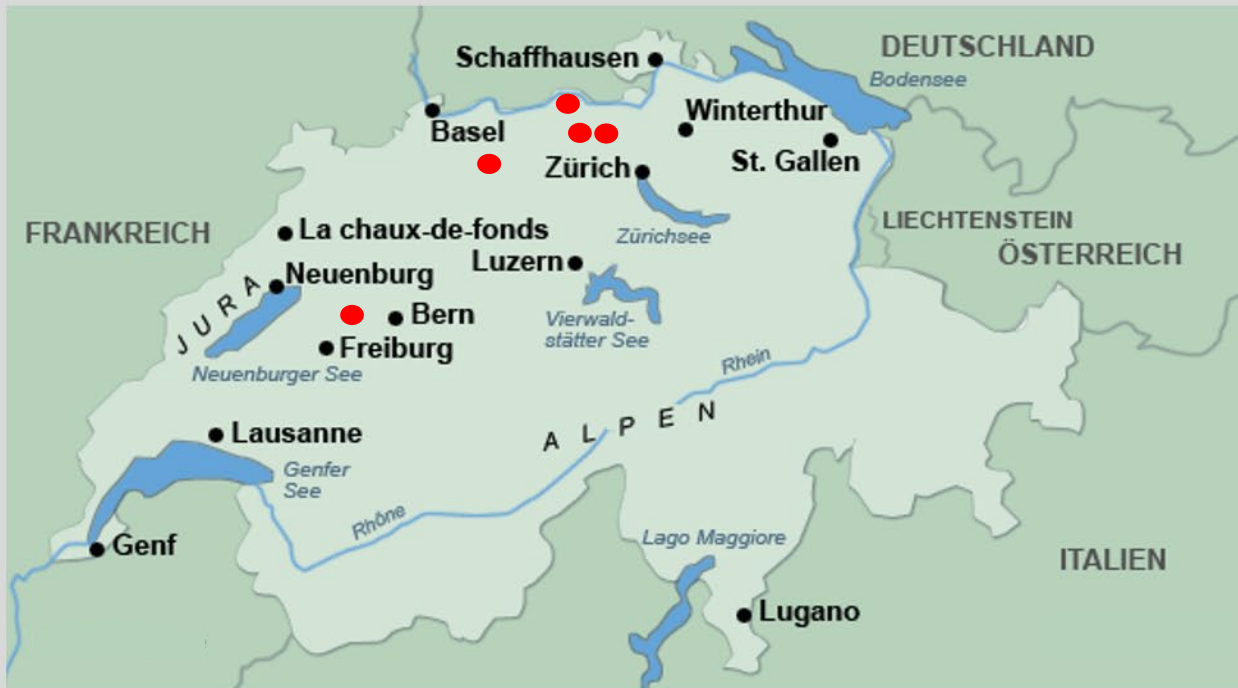 Schaffhausen
DEUTSCHLAND
Bodensee
Winterthur
Basel
St. Gallen
Zürich
FRANKREICH
La chaux-de-fonds
Zürichsee
LIECHTENSTEIN
ÖSTERREICH
Luzern
Neuenburg
JURA
Bern
Vierwald-
stätter See
Freiburg
Neuenburger See
Rhein
ALPEN
Lausanne
Genfer
See
Rhône
Lago Maggiore
Genf
ITALIEN
Lugano